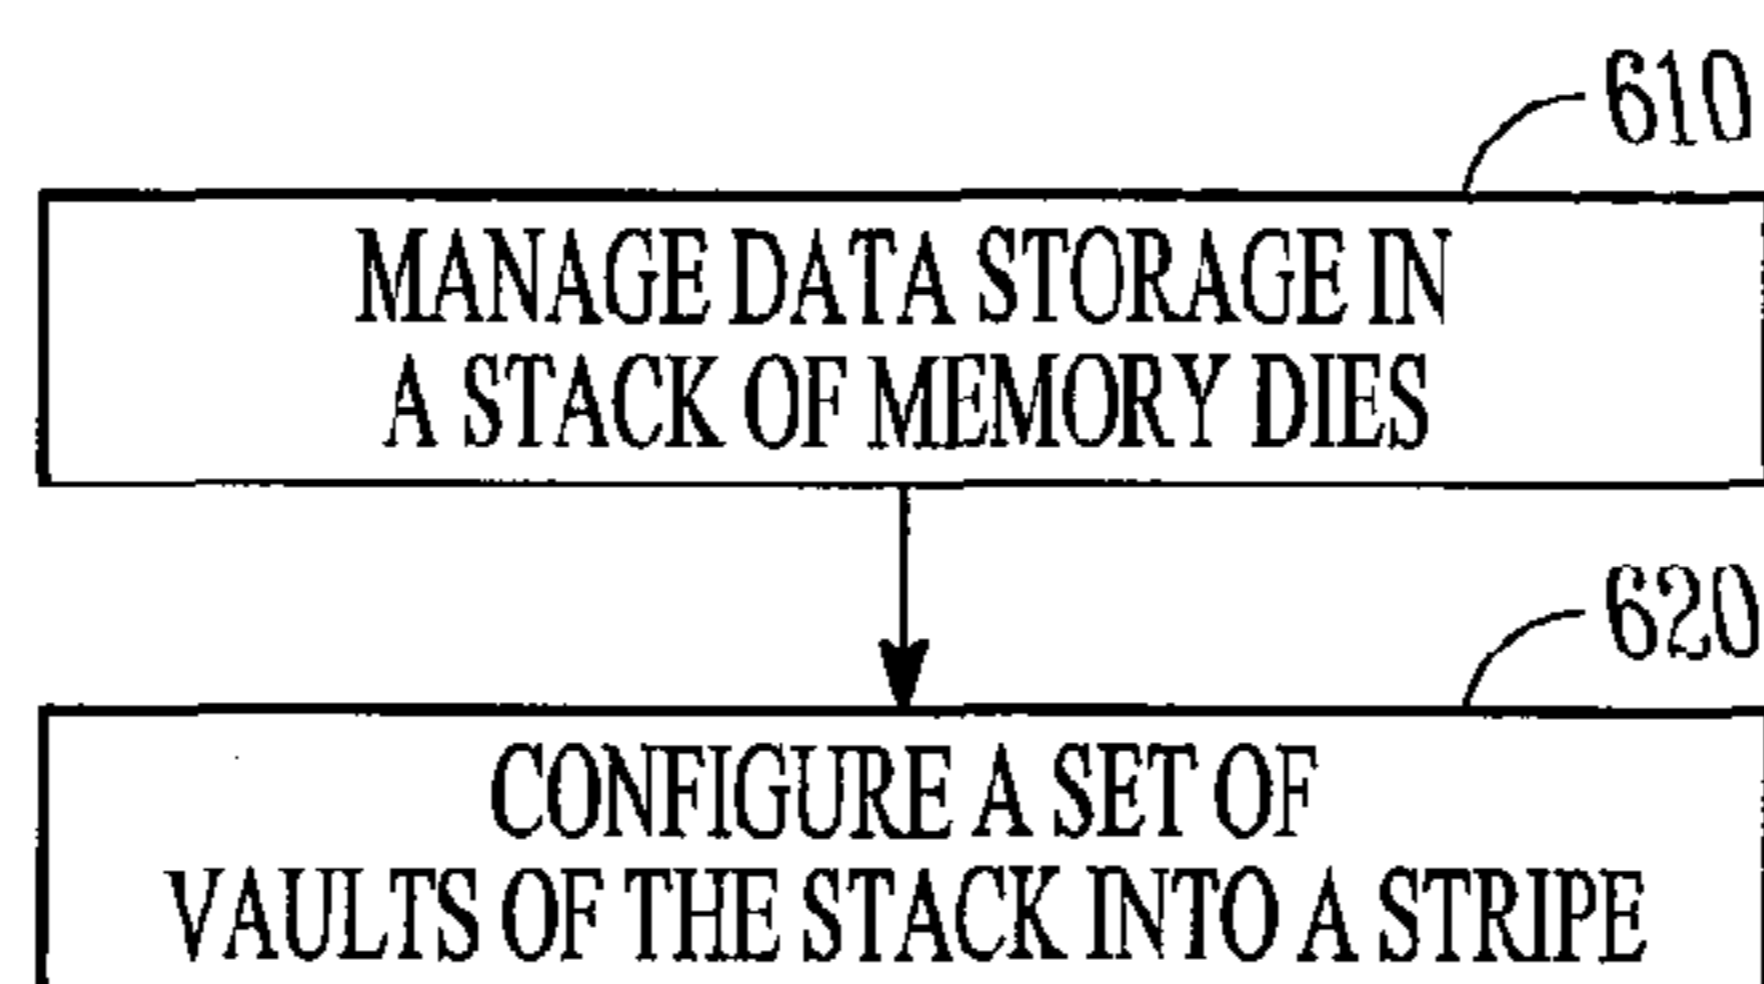 610
MANAGE DATA STORAGE IN
A STACK OF MEMORY DIES
620
CONFIGURE A SET OF
VAULTS OF THE STACK INTO A STRIPE